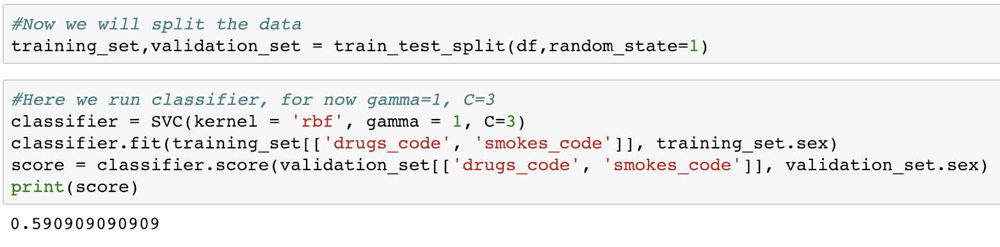 #Now we will split the data
training_set,validation_set = train_test_split(df,random_state=1)
#Here we run classifier, for now gamma=1, C=3
classifier = SVC(kernel = 'rbf', gamma = 1, C=3)
classifier.fit(training_set[['drugs_code', 'smokes_code']], training_set.sex)
score = classifier.score(validation_set[['drugs_code', 'smokes_code']], validation_set.sex)
print(score)
0.590909090909